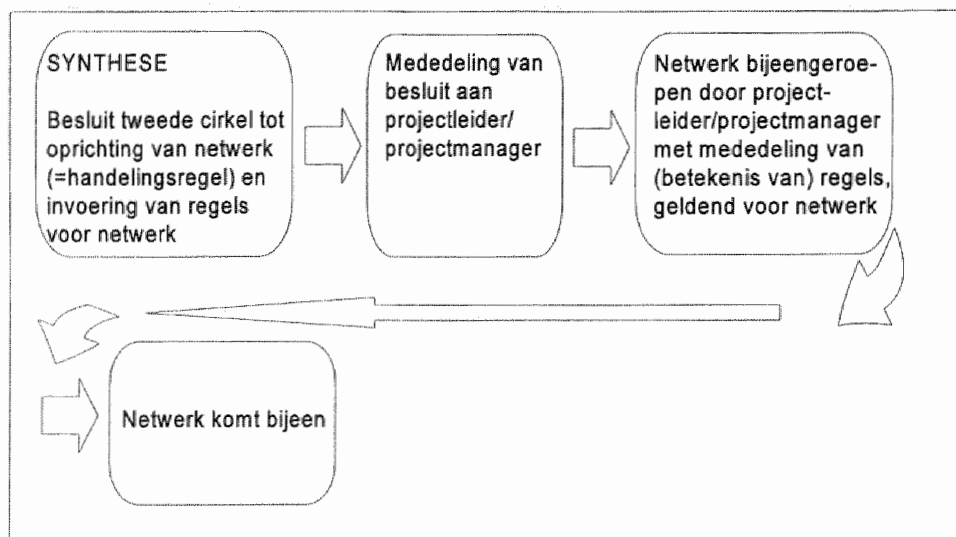 SYNTHESE
Besluit tweede cirkel tot
oprichting van netwerk
(=handelingsregel) en
invoering van regels
voor netwerk
Mededeling van
besluit aan
projectleider/
projectmanager
Netwerk bijeengeroe-
pen door project-
leider/projectmanager
met mededeling van
(betekenis van) regels,
geldend voor netwerk
Netwerk komt bijeen